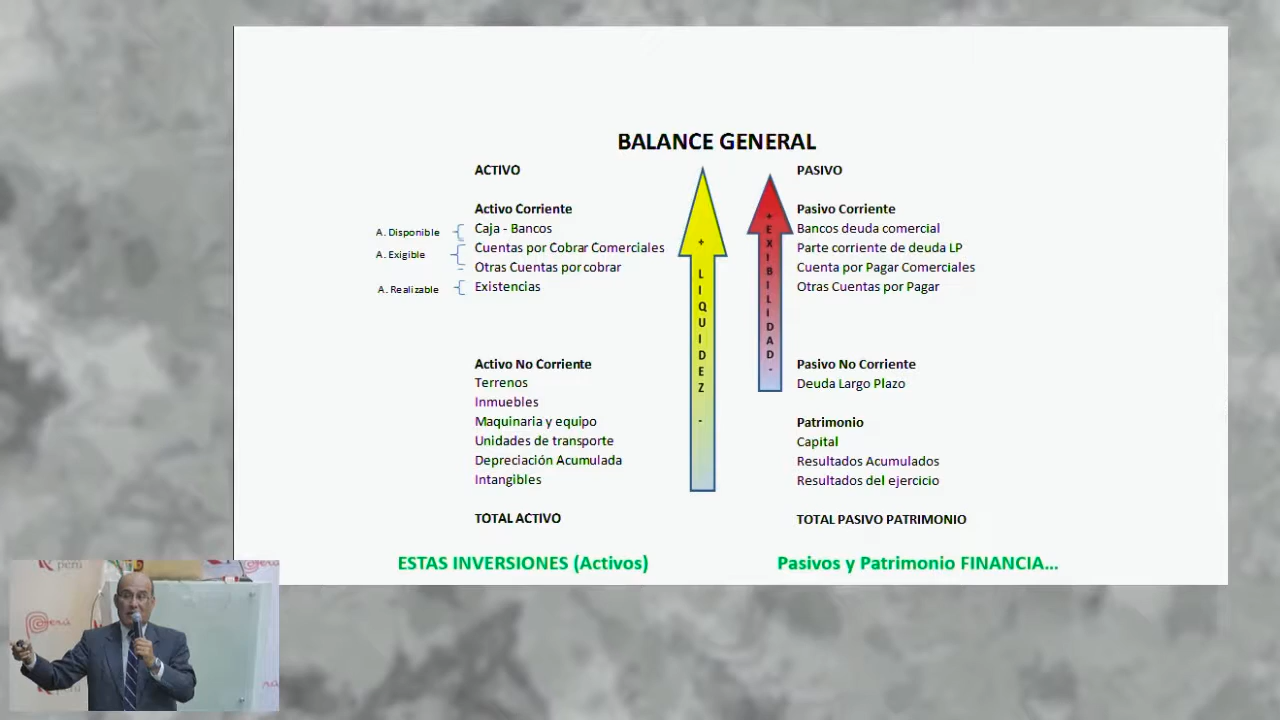 BALANCE GENERAL
ACTIVO
Activo Corriente
A. Disponible
Caja - Bancos
A. Exigible
Cuentas por Cobrar Comerciales
Otras Cuentas por cobrar
A. Realizable
Existencias
Activo No Corriente
Terrenos
Inmuebles
Maquinaria y equipo
Unidades de transporte
Depreciación Acumulada
Intangibles
TOTAL ACTIVO
+ LIQUIDEZ -
+ EXIBILIDAD -
PASIVO
Pasivo Corriente
Bancos deuda comercial
Parte corriente de deuda LP
Cuenta por Pagar Comerciales
Otras Cuentas por Pagar
Pasivo No Corriente
Deuda Largo Plazo
Patrimonio
Capital
Resultados Acumulados
Resultados del ejercicio
TOTAL PASIVO PATRIMONIO
ESTAS INVERSIONES (Activos)
Pasivos y Patrimonio FINANCIA...
perú
Perú